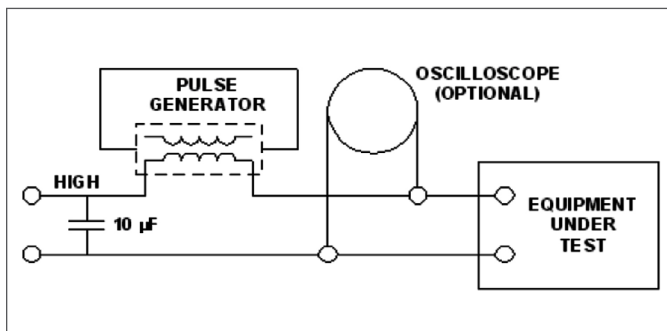 PULSE
GENERATOR
OSCILLOSCOPE
(OPTIONAL)
HIGH
10 µF
EQUIPMENT
UNDER
TEST